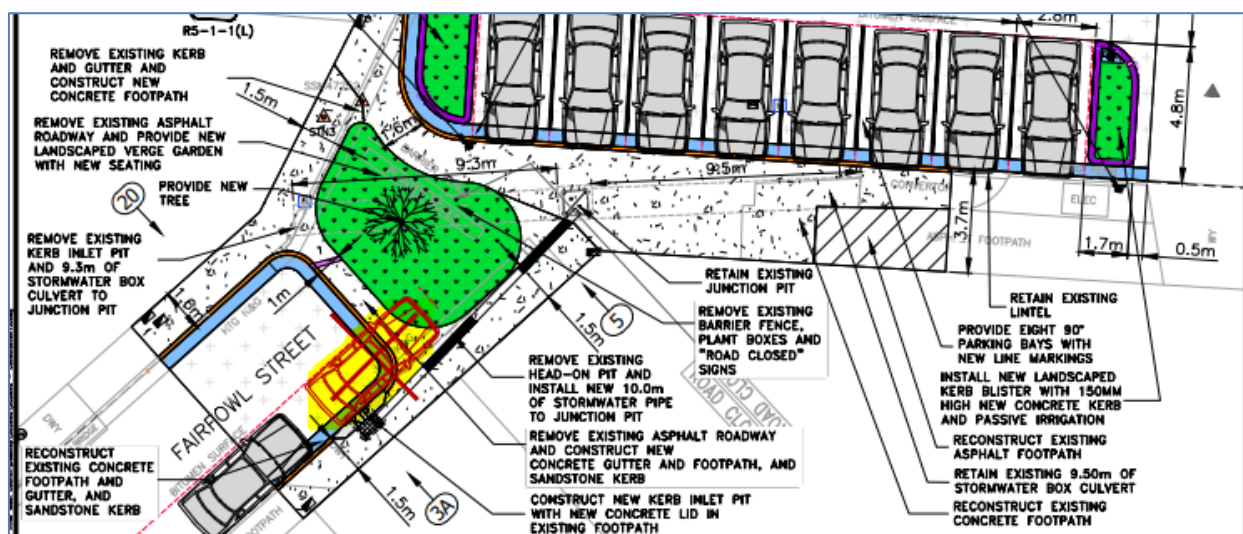 R5-1-1(L)
REMOVE EXISTING KERB
AND GUTTER AND
CONSTRUCT NEW
CONCRETE FOOTPATH
1.5m
REMOVE EXISTING ASPHALT
ROADWAY AND PROVIDE NEW
LANDSCAPED VERGE GARDEN
WITH NEW SEATING
PROVIDE NEW
TREE
20
REMOVE EXISTING
KERB INLET PIT
AND 9.3m OF
STORMWATER BOX
CULVERT TO
JUNCTION PIT
1.6m
9.3m
9.5m
BITUMEN SURFACE
2.8m
4.8m
CONVERTOR
ELEC
3.7m
1.7m
0.5m
WY
1.8m
1m
KTG K&G
FAIRFOWL STREET
BITUMEN SURFACE
DWY
BRIDGE
RECONSTRUCT
EXISTING CONCRETE
FOOTPATH AND
GUTTER, AND
SANDSTONE KERB
1.5m
5
REMOVE EXISTING
HEAD-ON PIT AND
INSTALL NEW 10.0m
OF STORMWATER PIPE
TO JUNCTION PIT
REMOVE EXISTING ASPHALT ROADWAY
AND CONSTRUCT NEW
CONCRETE GUTTER AND FOOTPATH, AND
SANDSTONE KERB
CONSTRUCT NEW KERB INLET PIT
WITH NEW CONCRETE LID IN
EXISTING FOOTPATH
1.5m
3A
RETAIN EXISTING
JUNCTION PIT
REMOVE EXISTING
BARRIER FENCE,
PLANT BOXES AND
"ROAD CLOSED"
SIGNS
RETAIN EXISTING
LINTEL
PROVIDE EIGHT 90°
PARKING BAYS WITH
NEW LINE MARKINGS
INSTALL NEW LANDSCAPED
KERB BLISTER WITH 150MM
HIGH NEW CONCRETE KERB
AND PASSIVE IRRIGATION
RECONSTRUCT EXISTING
ASPHALT FOOTPATH
RETAIN EXISTING 9.50m OF
STORMWATER BOX CULVERT
RECONSTRUCT EXISTING
CONCRETE FOOTPATH